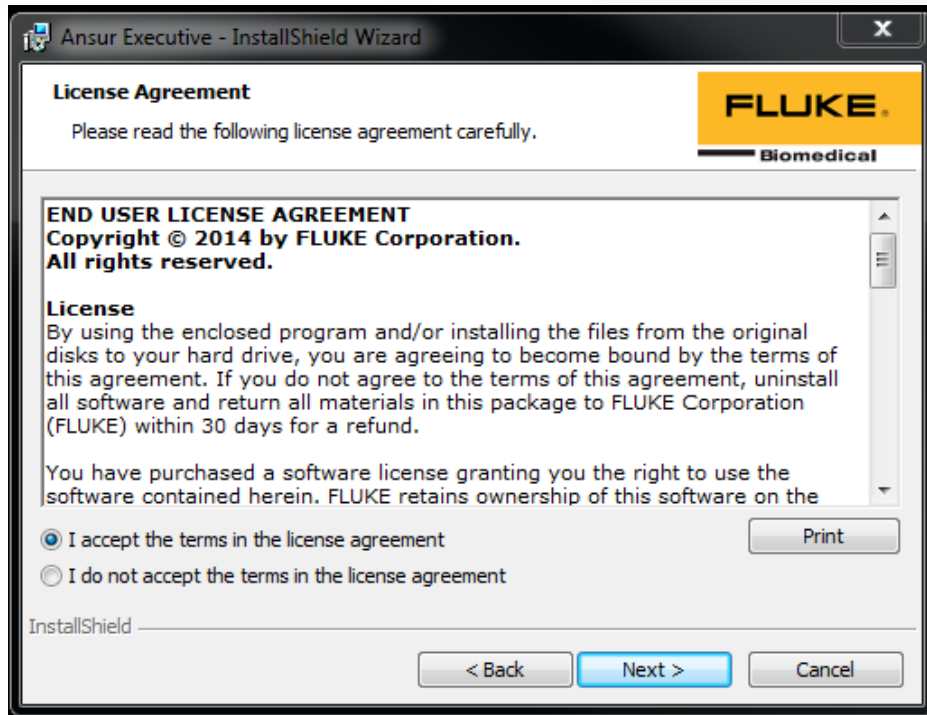 Ansur Executive - InstallShield Wizard
x
License Agreement
Please read the following license agreement carefully.
FLUKE®
Biomedical
END USER LICENSE AGREEMENT
Copyright © 2014 by FLUKE Corporation.
All rights reserved.
License
By using the enclosed program and/or installing the files from the original
disks to your hard drive, you are agreeing to become bound by the terms of
this agreement. If you do not agree to the terms of this agreement, uninstall
all software and return all materials in this package to FLUKE Corporation
(FLUKE) within 30 days for a refund.
You have purchased a software license granting you the right to use the
software contained herein. FLUKE retains ownership of this software on the
I accept the terms in the license agreement
Print
I do not accept the terms in the license agreement
InstallShield
< Back
Next >
Cancel